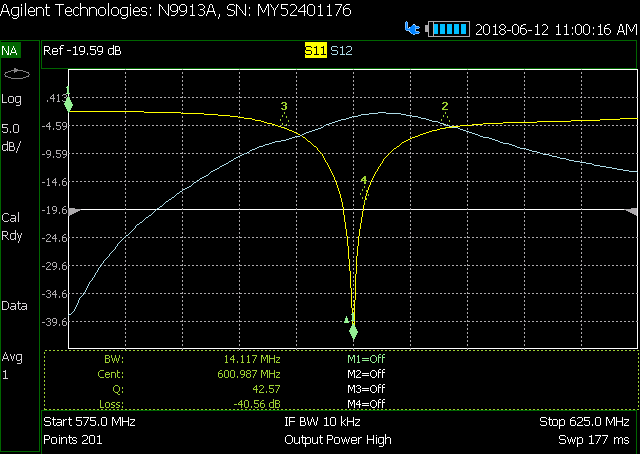 Agilent Technologies: N9913A, SN: MY52401176
2018-06-12 11:00:16 AM
NA
Ref -19.59 dB
S11 S12
Log
5.0
dB/
Cal
Rdy
Data
Avg
1
.413
-4.59
-9.59
-14.6
-19.6
-24.6
-29.6
-34.6
-39.6
1
3
2
4
BW: 14.117 MHz M1=Off
Cent: 600.987 MHz M2=Off
Q: 42.57 M3=Off
Loss: -40.56 dB M4=Off
Start 575.0 MHz IF BW 10 kHz Stop 625.0 MHz
Points 201 Output Power High Swp 177 ms